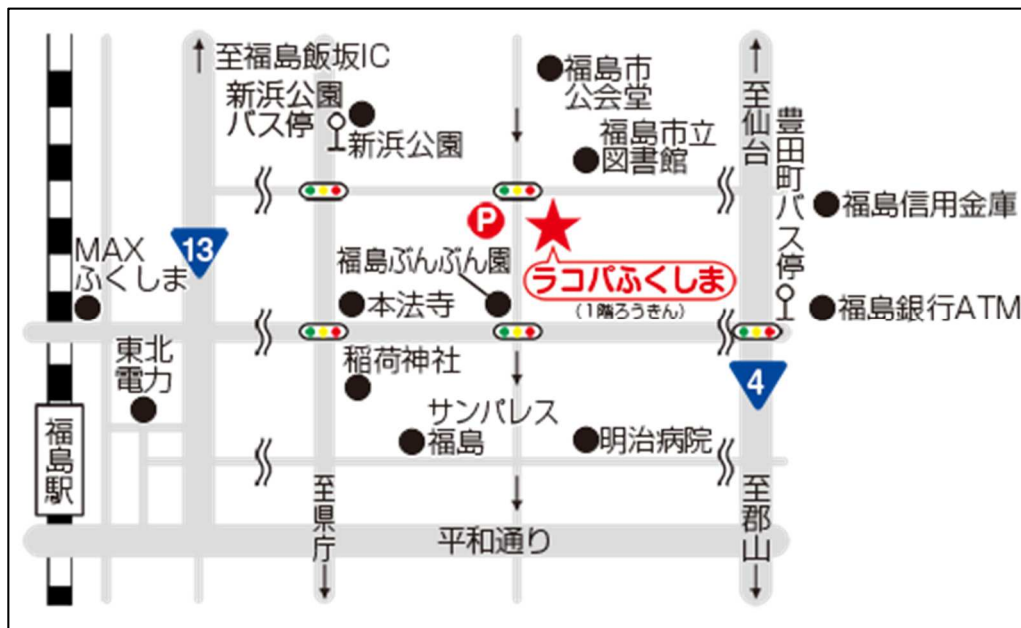 至福島飯坂IC
新浜公園
バス停
新浜公園
福島市
公会堂
福島市立
図書館
至仙台
豊田町バス停
福島信用金庫
P
13
MAX
ふくしま
福島ぶんぶん園
ラコパふくしま
(1階ろうきん)
本法寺
福島銀行ATM
東北
電力
稲荷神社
4
サンパレス
福島
明治病院
福島駅
至県庁
平和通り
至郡山